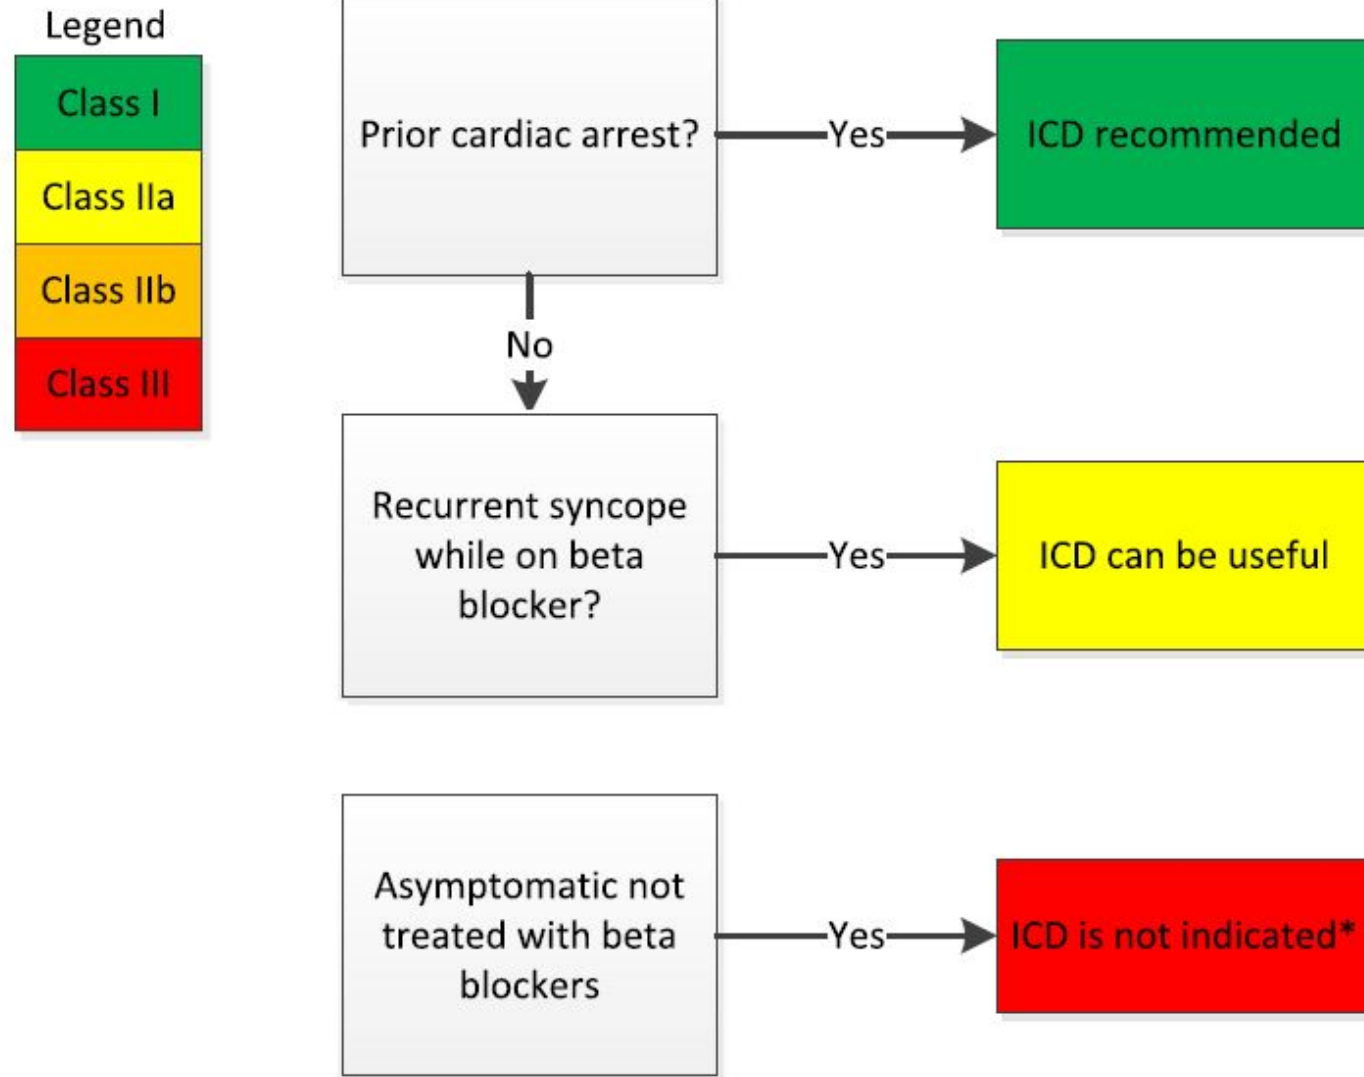 Legend
Class I
Class IIa
Class IIb
Class III
Prior cardiac arrest?
Yes
ICD recommended
No
Recurrent syncope
while on beta
blocker?
Yes
ICD can be useful
Asymptomatic not
treated with beta
blockers
Yes
ICD is not indicated*